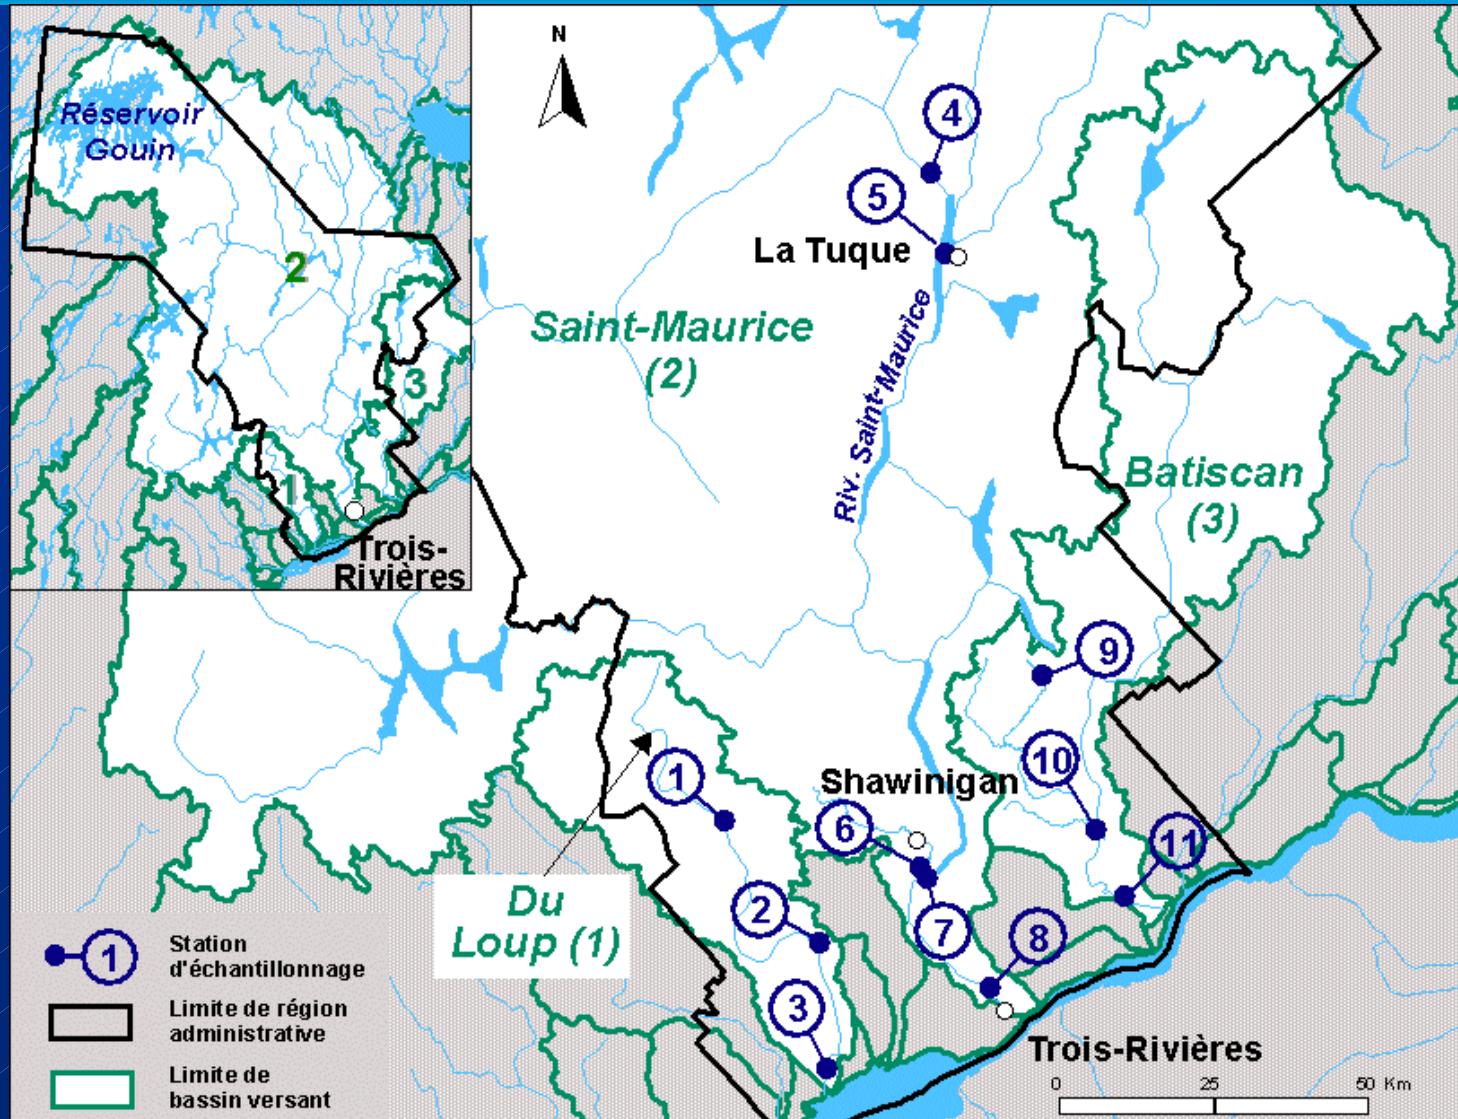 Réservoir
Gouin
2
3
1
Trois-
Rivières
N
4
5
La Tuque
Saint-Maurice
(2)
Riv. Saint-Maurice
Batiscan
(3)
9
10
1
Shawinigan
6
11
Du
Loup (1)
2
7
8
3
Trois-Rivières
0 25 50 Km
1
Station
d'échantillonnage
Limite de région
administrative
Limite de
bassin versant